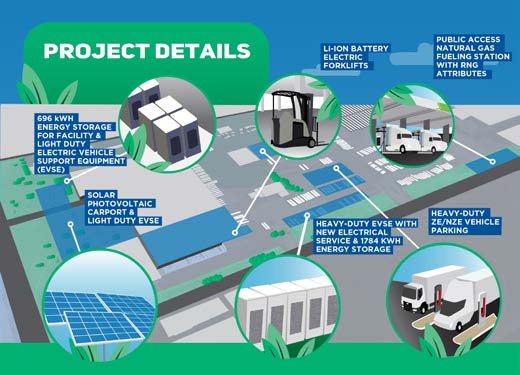 PROJECT DETAILS
LI-ION BATTERY
ELECTRIC
FORKLIFTS
PUBLIC ACCESS
NATURAL GAS
FUELING STATION
WITH RNG
ATTRIBUTES
696 kWH
ENERGY STORAGE
FOR FACILITY &
LIGHT DUTY
ELECTRIC VEHICLE
SUPPORT EQUIPMENT
(EVSE)
SOLAR
PHOTOVOLTAIC
CARPORT &
LIGHT DUTY EVSE
HEAVY-DUTY EVSE WITH
NEW ELECTRICAL
SERVICE & 1784 KWH
ENERGY STORAGE
HEAVY-DUTY
ZE/NZE VEHICLE
PARKING